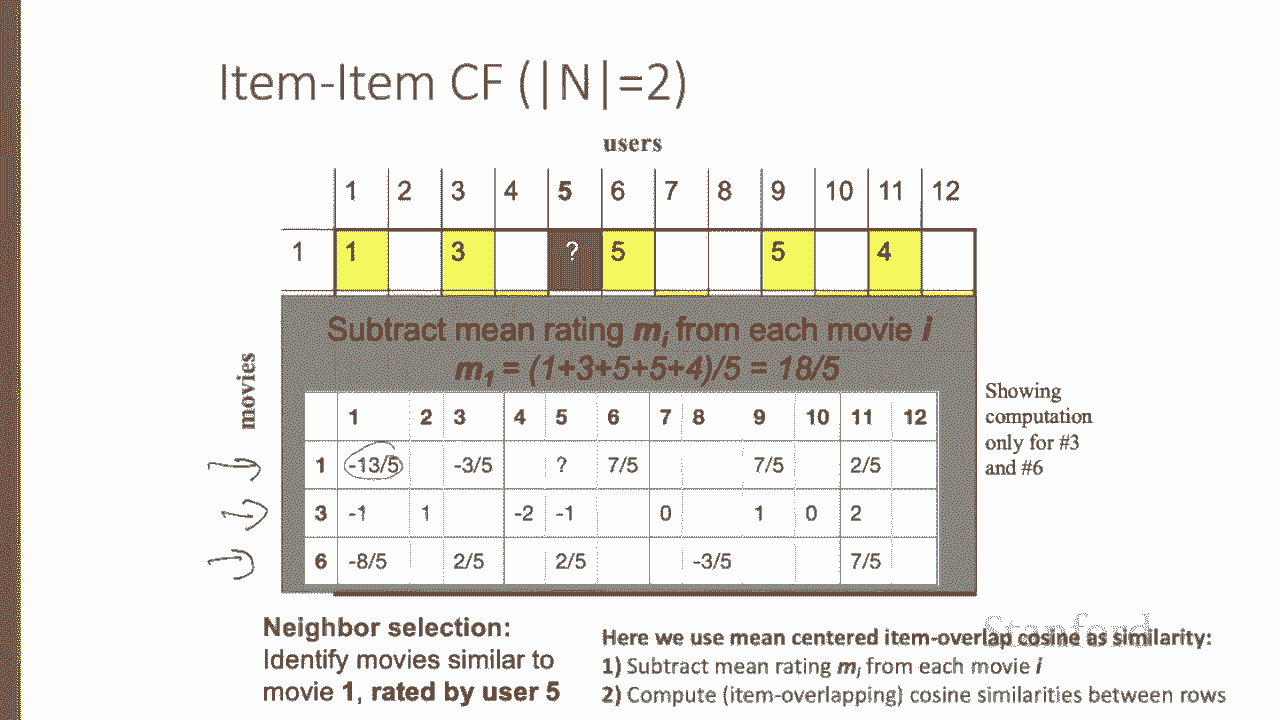 Item-Item CF (|N|=2)
users
1 2 3 4 5 6 7 8 9 10 11 12
1 1 3 ? 5 5 4
Subtract mean rating mi from each movie i
m1 = (1+3+5+5+4)/5 = 18/5
movies
1 2 3 4 5 6 7 8 9 10 11 12
1 -13/5 -3/5 ? 7/5 7/5 2/5
3 -1 1 -2 -1 0 1 0 2
6 -8/5 2/5 2/5 -3/5 7/5
Showing
computation
only for #3
and #6
Neighbor selection:
Identify movies similar to
movie 1, rated by user 5
Stanford
Here we use mean centered item-overlap cosine as similarity:
1) Subtract mean rating mi from each movie i
2) Compute (item-overlapping) cosine similarities between rows